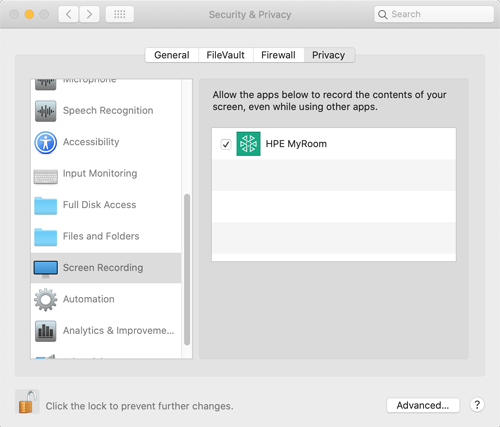 Security & Privacy
Search
General
FileVault
Firewall
Privacy
Microphone
Speech Recognition
Accessibility
Input Monitoring
Full Disk Access
Files and Folders
Screen Recording
Automation
Analytics & Improveme...
Allow the apps below to record the contents of your
screen, even while using other apps.
HPE MyRoom
Click the lock to prevent further changes.
Advanced...
?